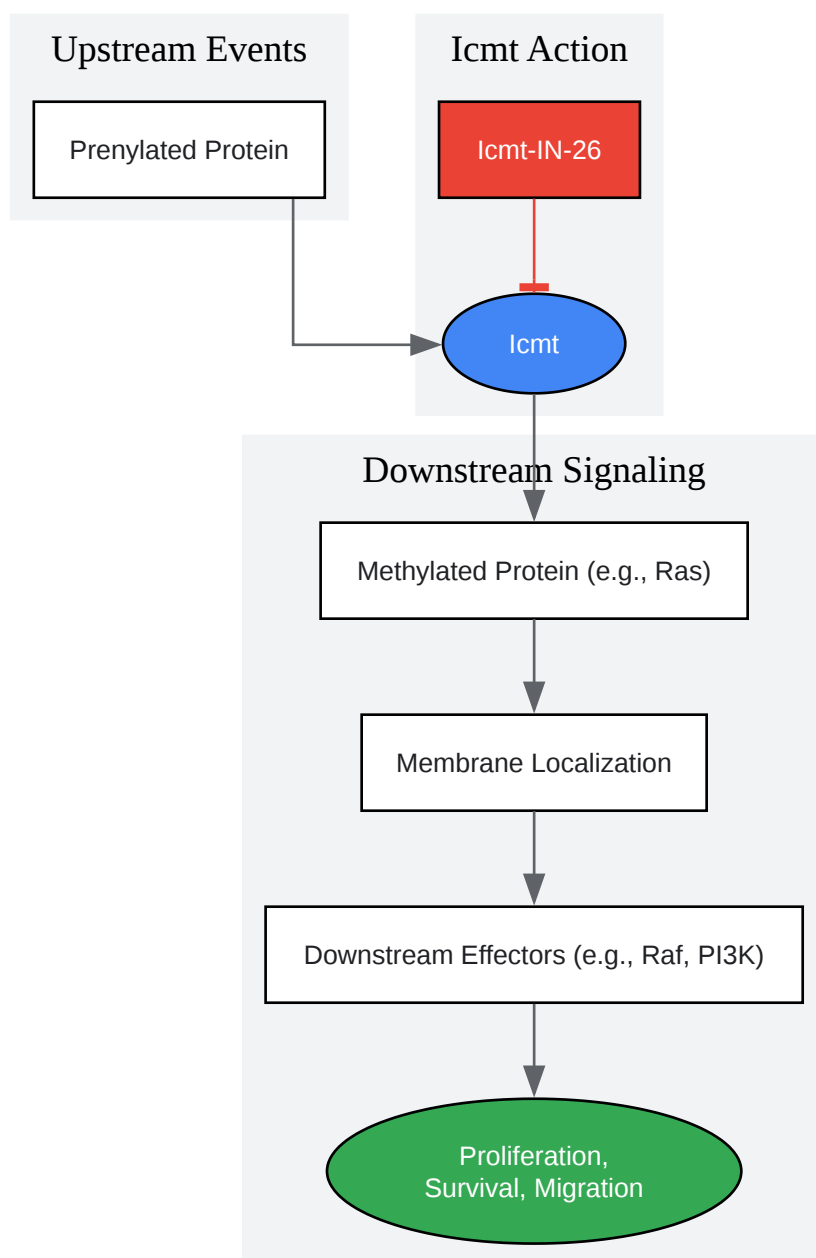 Upstream Events
Prenylated Protein
Icmt Action
Icmt-IN-26
Icmt
Downstream Signaling
Methylated Protein (e.g., Ras)
Membrane Localization
Downstream Effectors (e.g., Raf, PI3K)
Proliferation,
Survival, Migration